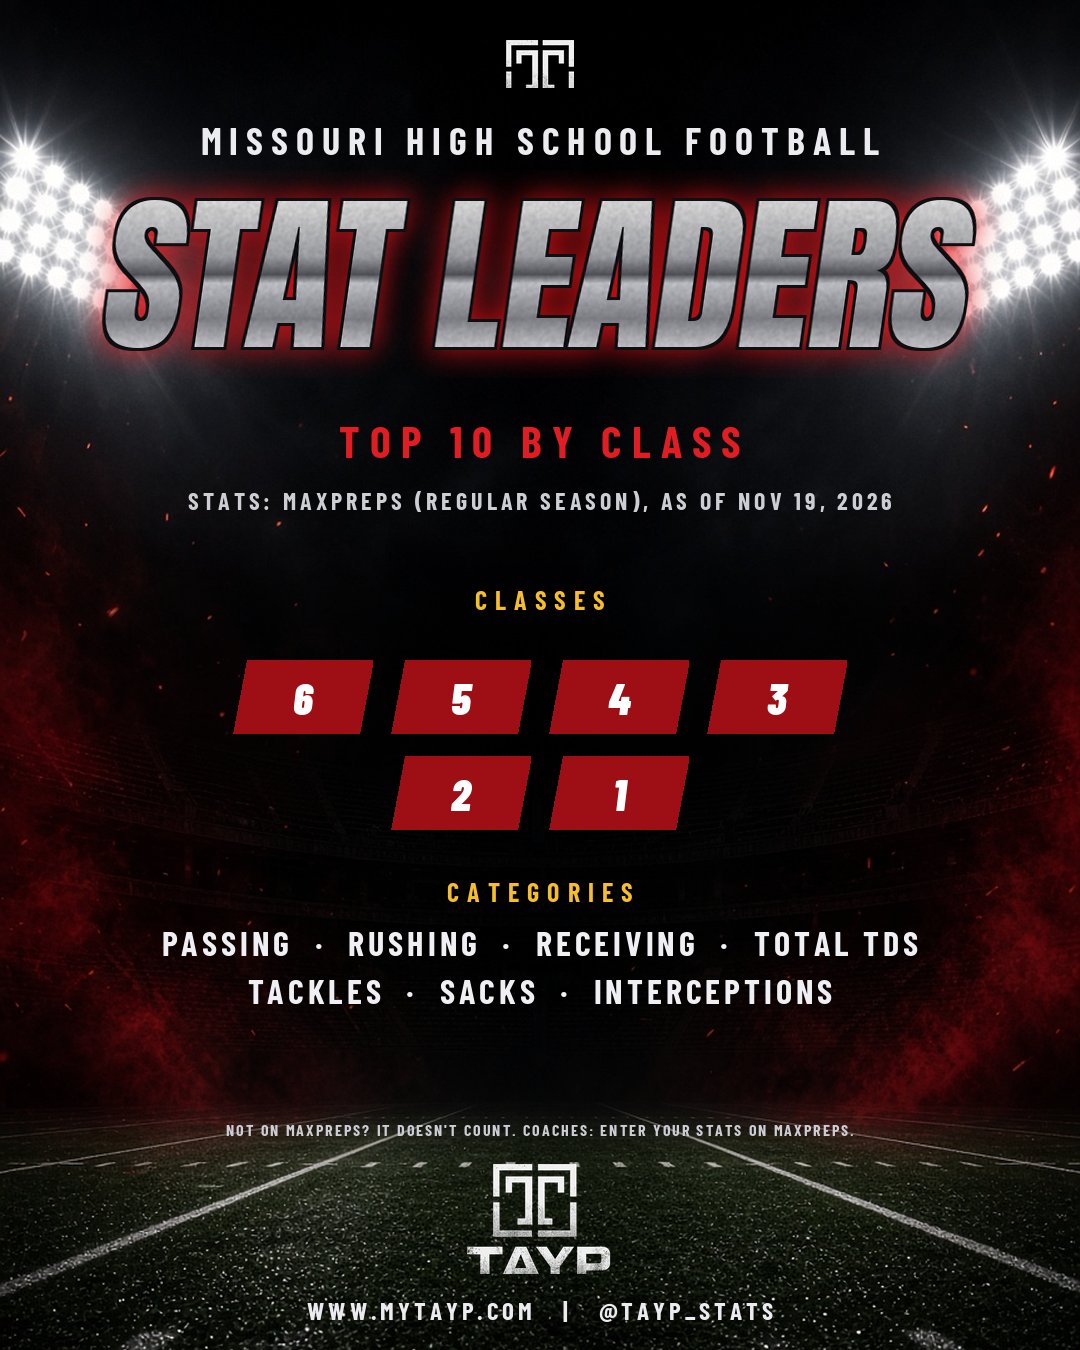 MISSOURI HIGH SCHOOL FOOTBALL
STAT LEADERS
TOP 10 BY CLASS
STATS: MAXPREPS (REGULAR SEASON), AS OF NOV 19, 2026
CLASSES
6 5 4 3
2 1
CATEGORIES
PASSING · RUSHING · RECEIVING · TOTAL TDS
TACKLES · SACKS · INTERCEPTIONS
NOT ON MAXPREPS? IT DOESN'T COUNT. COACHES: ENTER YOUR STATS ON MAXPREPS.
TAYP
WWW.MYTAYP.COM | @TAYP_STATS